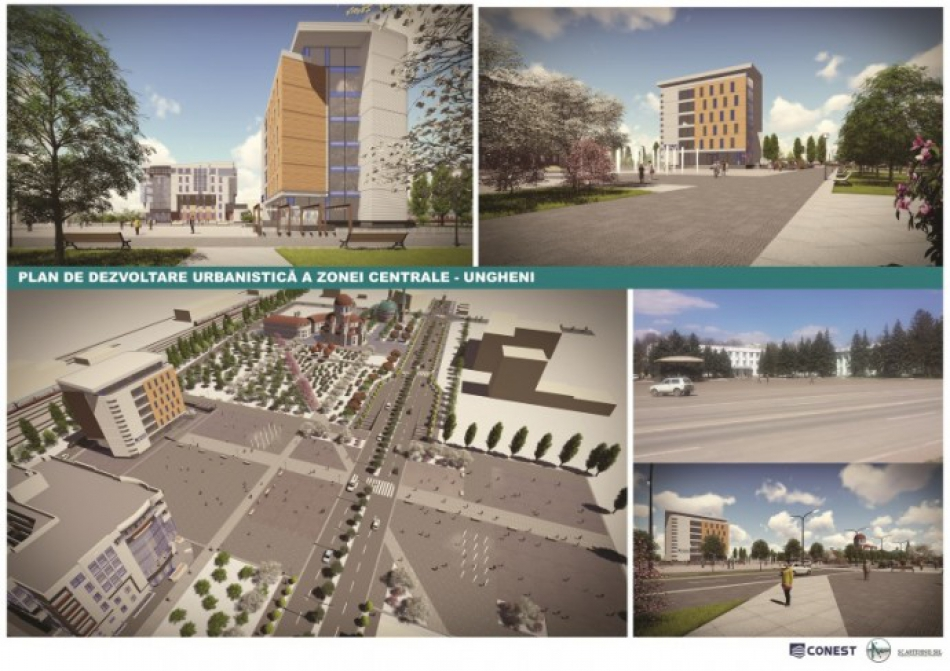 PLAN DE DEZVOLTARE URBANISTICĂ A ZONEI CENTRALE - UNGHENI
CONEST